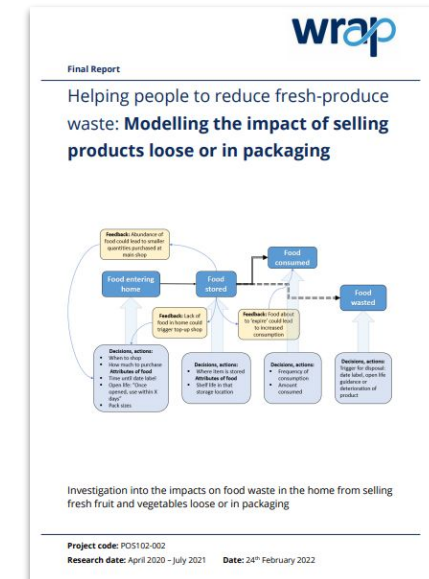 wrap
Final Report
Helping people to reduce fresh-produce
waste: Modelling the impact of selling
products loose or in packaging
Feedback: Abundance of
food could lead to smaller
quantities purchased at
main shop
Food entering
home
Food
stored
Food
consumed
Food
wasted
Feedback: Lack of
food in home could
trigger top-up shop
Feedback: Food about
to 'expire' could lead
to increased
consumption
Decisions, actions:
• When to shop
• How much to purchase
Attributes of food
• Time until date label
• Open life: "Once
opened, use within X
days"
• Pack sizes
Decisions, actions:
• Where item is stored
Attributes of food
• Shelf life in that
storage location
Decisions, actions:
• Frequency of
consumption
• Amount
consumed
Decisions, actions:
Trigger for disposal:
date label, open life
guidance or
deterioration of
product
Investigation into the impacts on food waste in the home from selling
fresh fruit and vegetables loose or in packaging
Project code: POS102-002
Research date: April 2020 – July 2021 Date: 24th February 2022